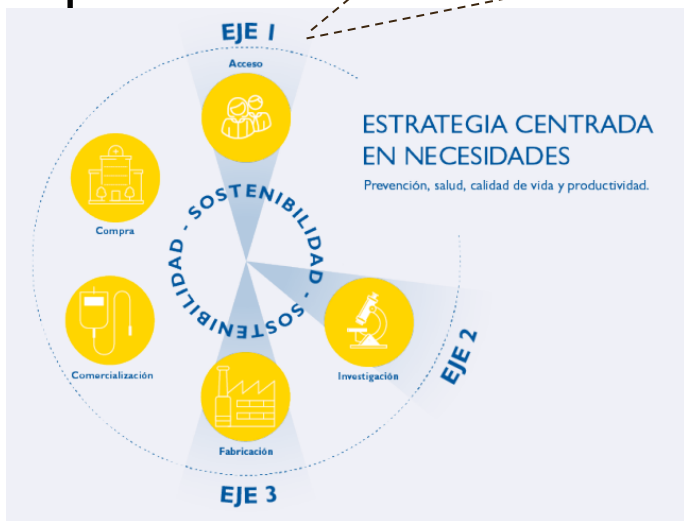 EJE 1
Acceso
ESTRATEGIA CENTRADA
EN NECESIDADES
Prevención, salud, calidad de vida y productividad.
Compra
SOSTENIBILIDAD - SOSTENIBILIDAD -
Comercialización
Investigación
EJE 2
Fabricación
EJE 3